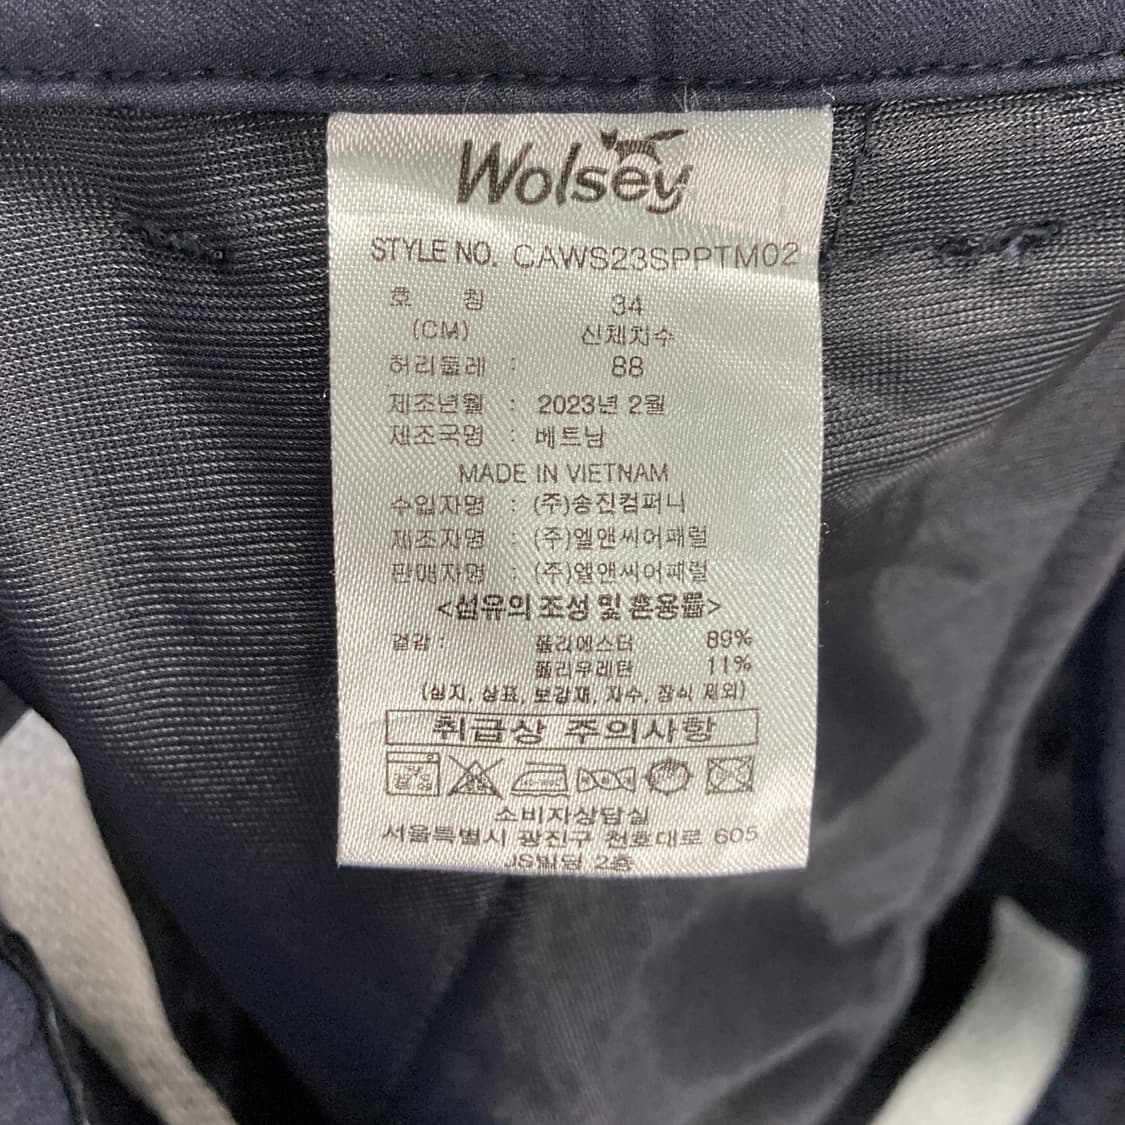 Wolsey
STYLE NO. CAWS23SPPTM02
호 칭 34
(CM) 신체치수
허리둘레 : 88
제조년월 : 2023년 2월
제조국명 : 베트남
MADE IN VIETNAM
수입자명 : (주)송진컴퍼니
제조자명 : (주)엘앤씨어패럴
판매자명 : (주)엘앤씨어패럴
<섬유의 조성 및 혼용률>
겉감 : 폴리에스터 89%
폴리우레탄 11%
(심지, 상표, 보강재, 자수, 장식 제외)
취급상 주의사항
소비자상담실
서울특별시 광진구 천호대로 605
JS빌딩 2층